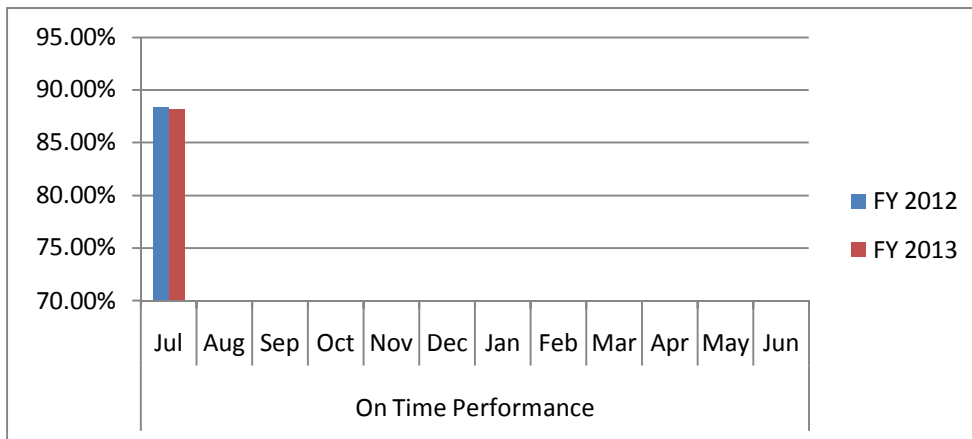 95.00%
90.00%
85.00%
80.00%
75.00%
70.00%
Jul Aug Sep Oct Nov Dec Jan Feb Mar Apr May Jun
On Time Performance
FY 2012
FY 2013